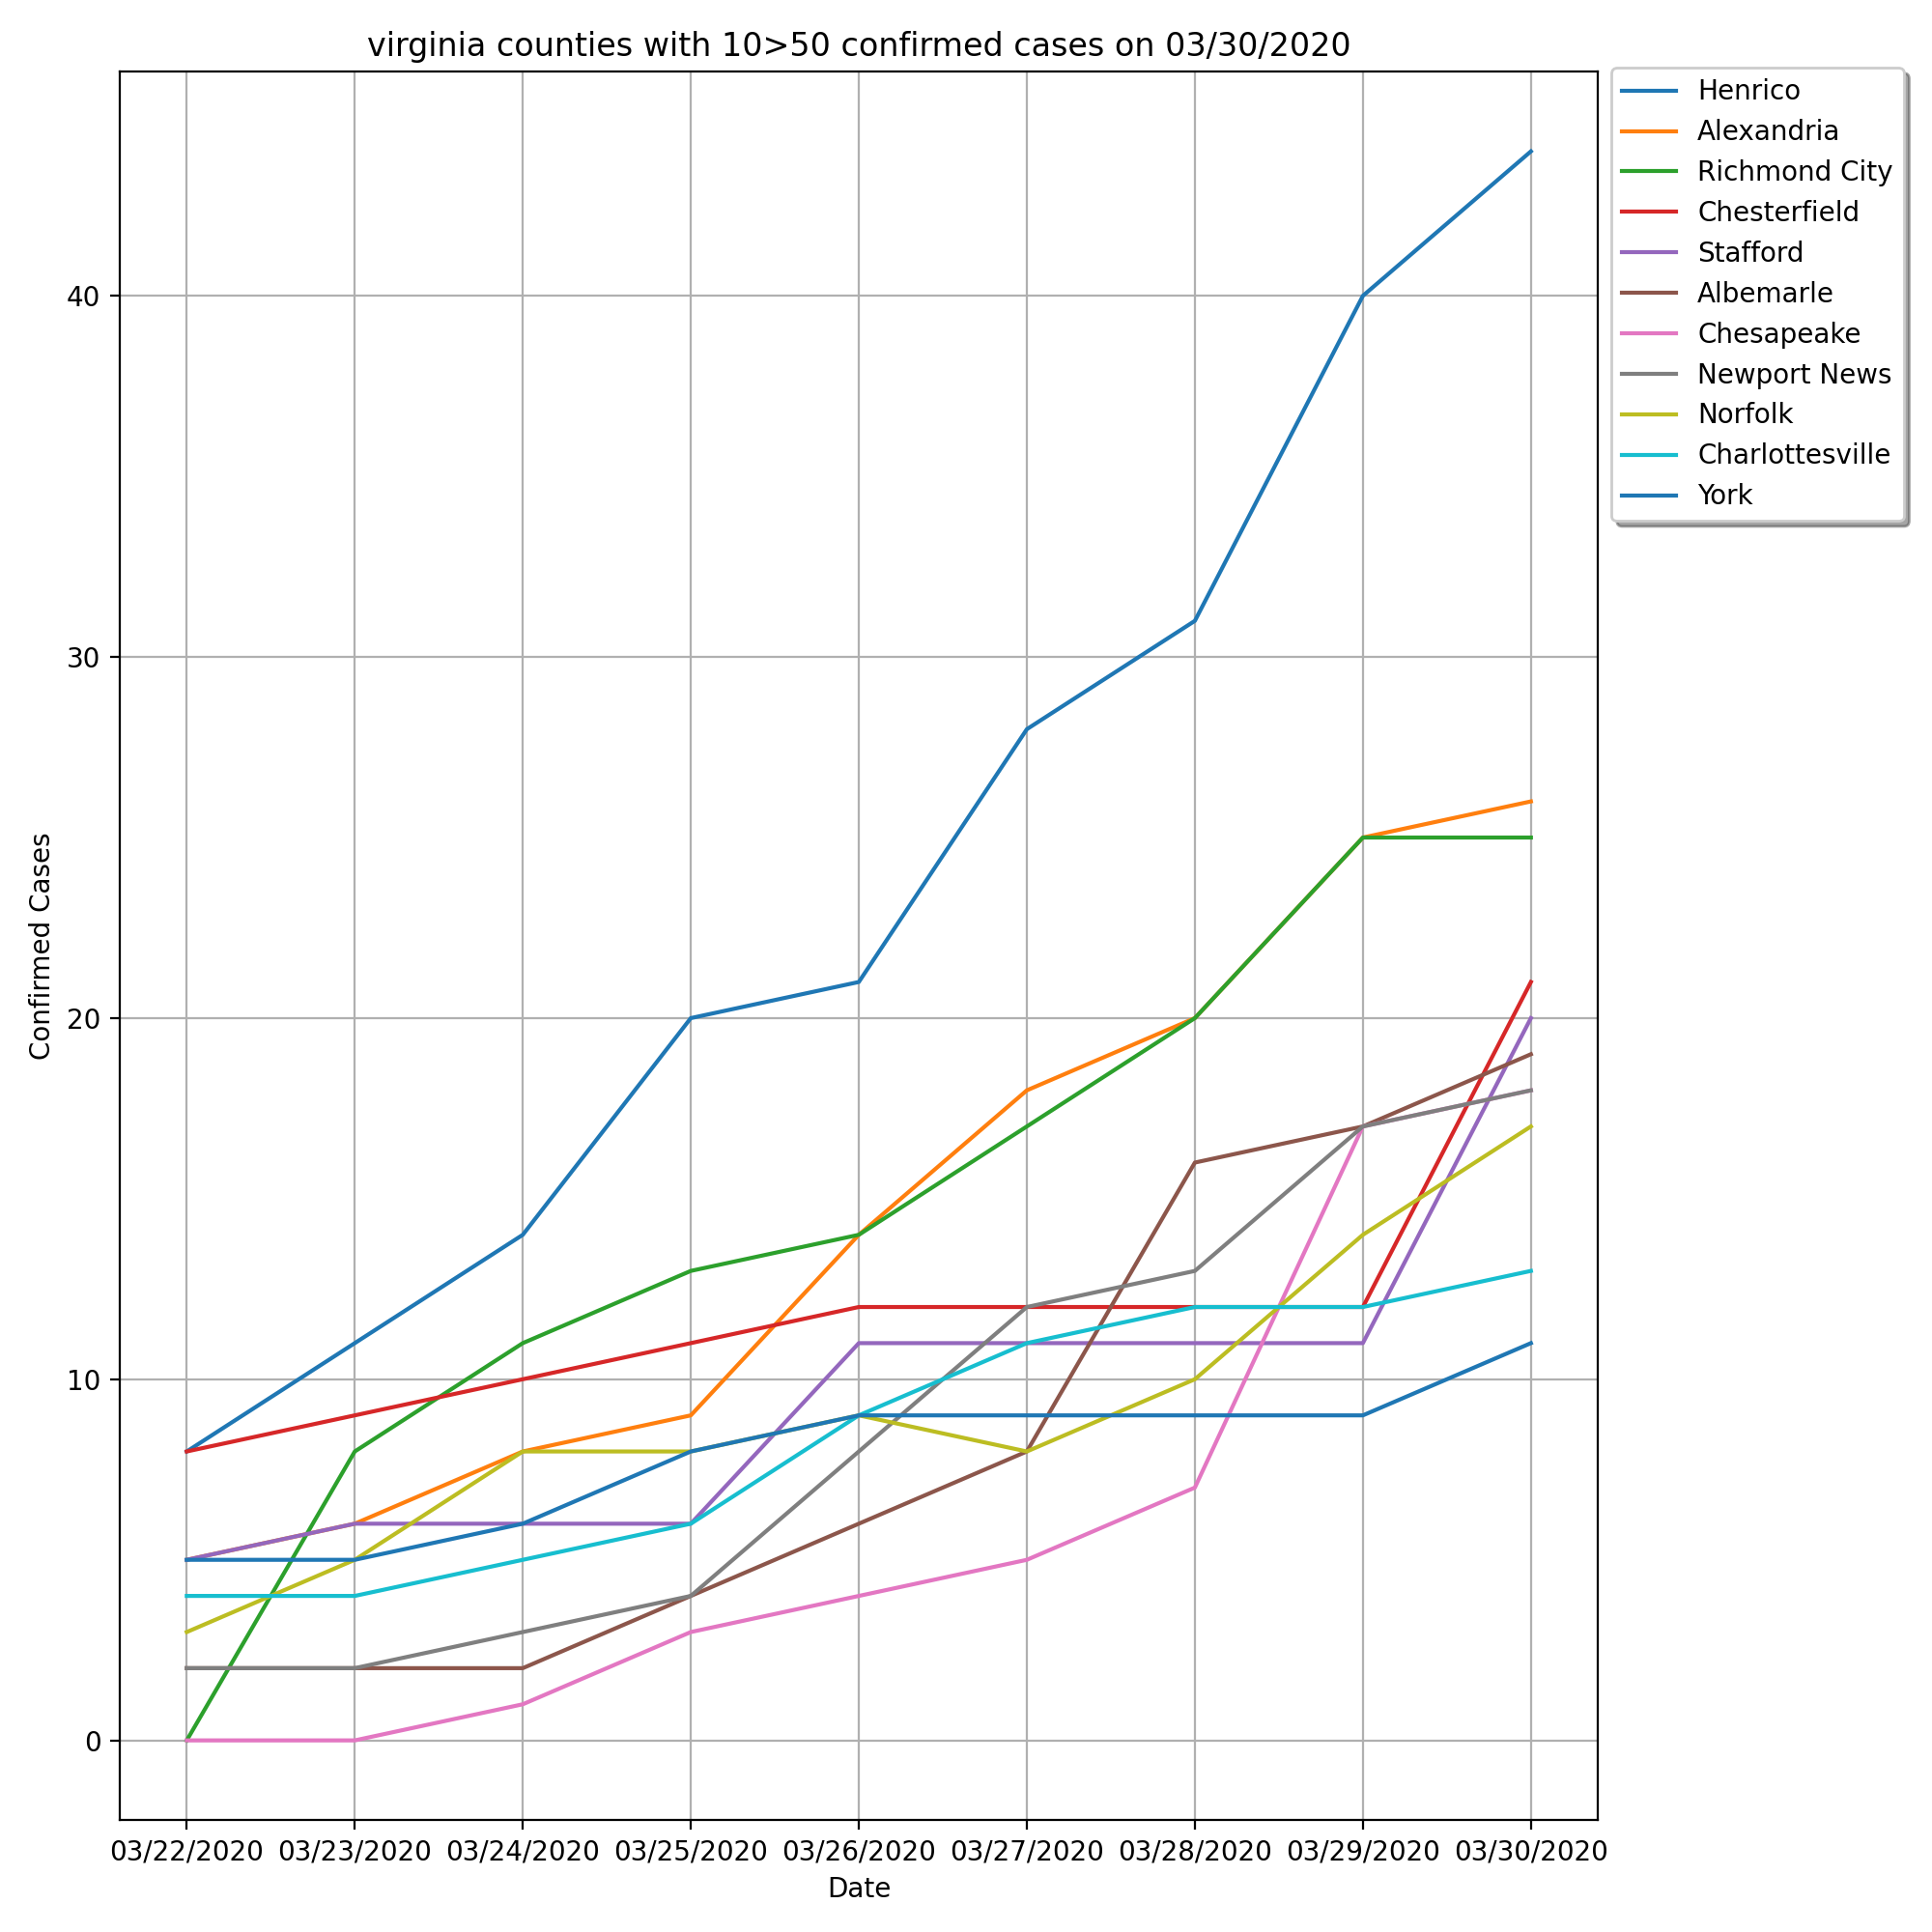 virginia counties with 10>50 confirmed cases on 03/30/2020
Henrico
Alexandria
Richmond City
Chesterfield
Stafford
Albemarle
Chesapeake
Newport News
Norfolk
Charlottesville
York
Confirmed Cases
40
30
20
10
0
03/22/2020 03/23/2020 03/24/2020 03/25/2020 03/26/2020 03/27/2020 03/28/2020 03/29/2020 03/30/2020
Date